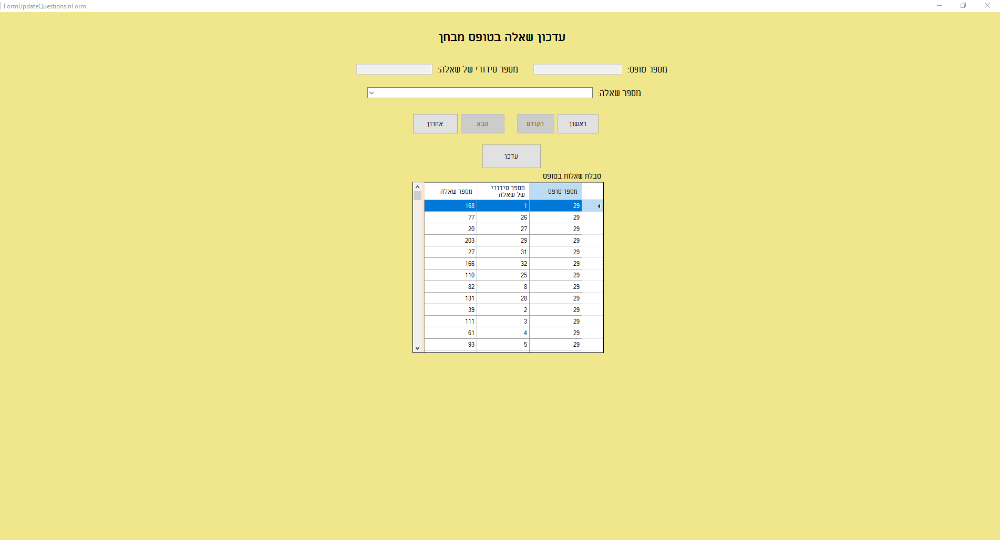 FormUpdateQuestionsInForm
עדכון שאלה בטופס מבחן
מספר טופס: מספר סידורי של שאלה:
מספר שאלה:
ראשון הקודם הבא אחרון
עדכן
טבלת שאלות בטופס
מספר טופס מספר סידורי של שאלה מספר שאלה
29 1 168
29 26 77
29 27 20
29 29 203
29 31 27
29 32 166
29 25 110
29 8 82
29 28 131
29 2 39
29 3 111
29 4 61
29 5 93